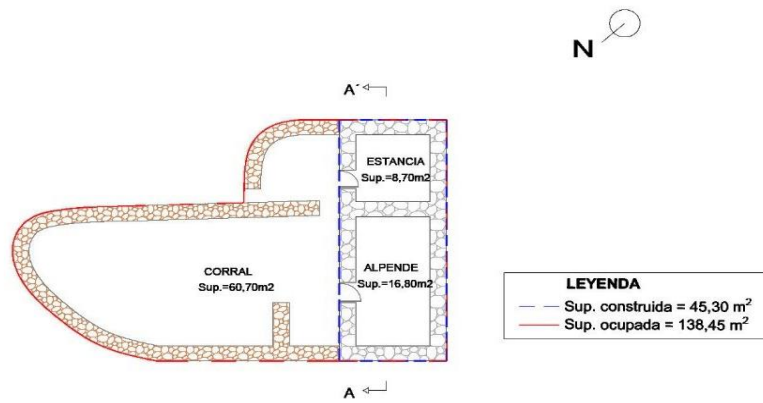 N
A´
ESTANCIA
Sup.=8,70m2
CORRAL
Sup.=60,70m2
ALPENDE
Sup.=16,80m2
LEYENDA
Sup. construida = 45,30 m²
Sup. ocupada = 138,45 m²
A